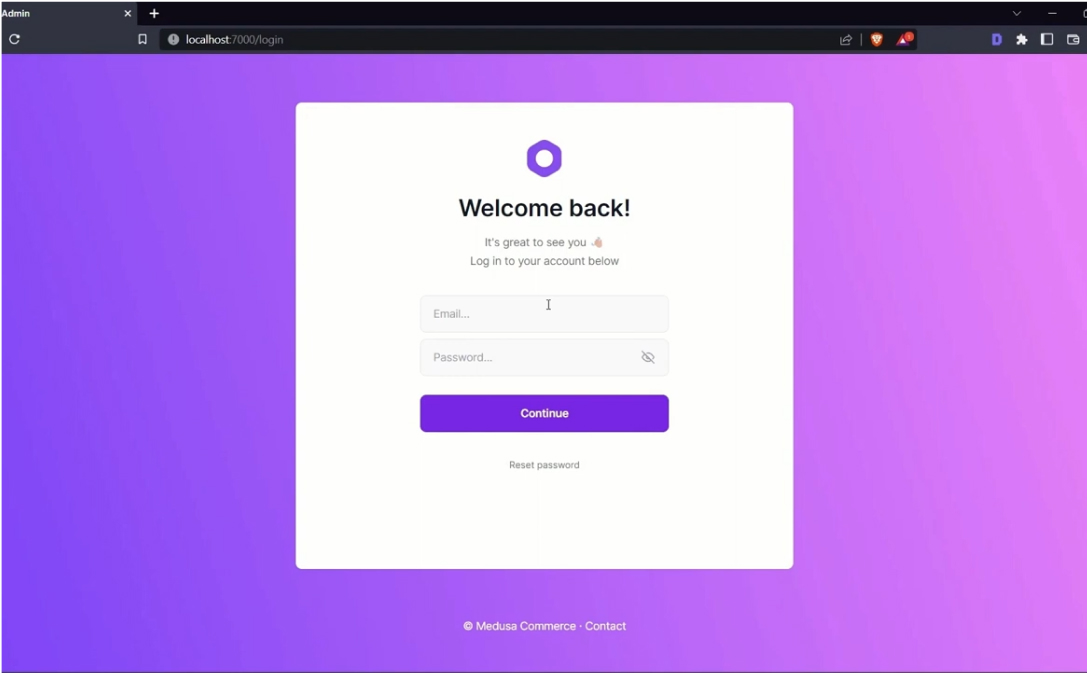 Admin
localhost:7000/login
Welcome back!
It's great to see you 👋🏼
Log in to your account below
Email...
Password...
Continue
Reset password
© Medusa Commerce · Contact